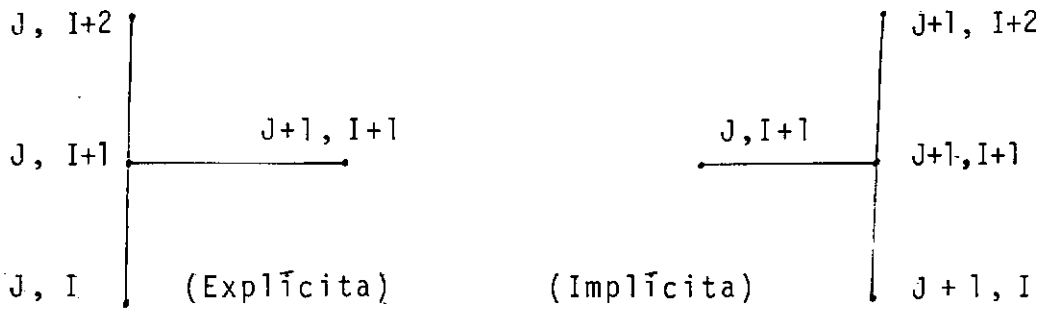 J, I+2 J+1, I+2
J+1, I+1 J,I+1
J, I+1 J+1,I+1
J, I (Explícita) (Implícita) J+1, I